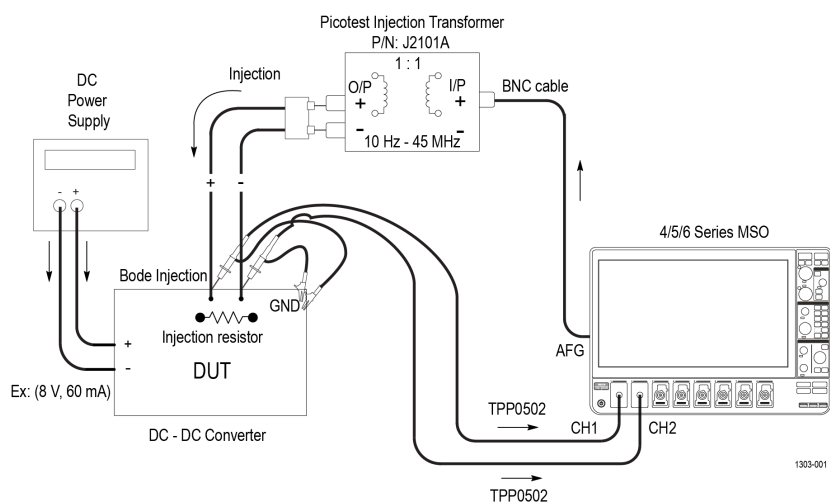 Picotest Injection Transformer
P/N: J2101A
1 : 1
O/P
I/P
+
+
-
-
10 Hz - 45 MHz
BNC cable
Injection
DC
Power
Supply
- +
+ -
4/5/6 Series MSO
Bode Injection
GND
Injection resistor
DUT
+
-
Ex: (8 V, 60 mA)
DC - DC Converter
AFG
TPP0502
CH1
CH2
TPP0502
1303-001